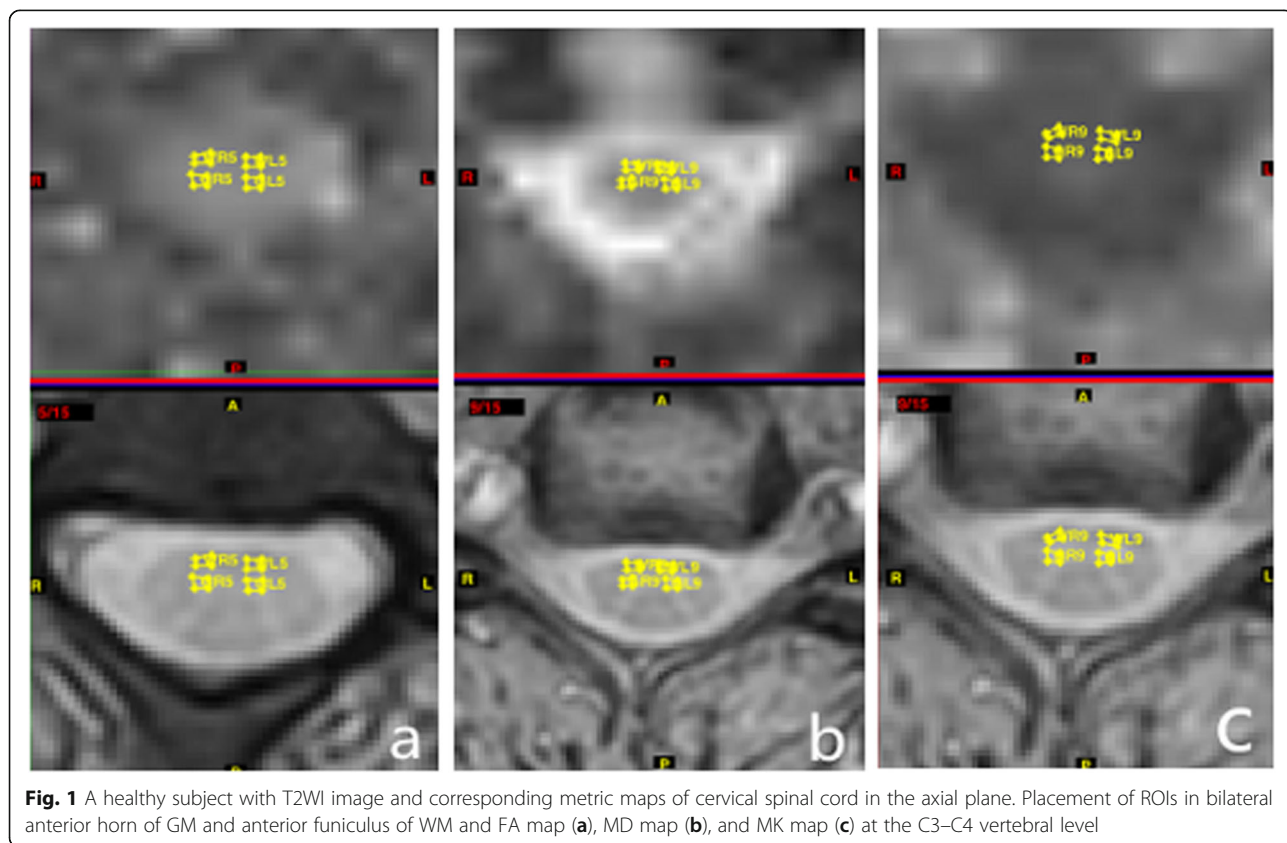 R L P
/R5 /L5
R5 L5
5/15 A
R L
/R5 /L5
R5 L5
a
R L P
/L9
R9 L9
9/15 A
R L
/L9
R9 L9
P
b
R L P
/R9 /L9
R9 L9
9/15 A
R L
/R9 /L9
R9 L9
P
c
Fig. 1 A healthy subject with T2WI image and corresponding metric maps of cervical spinal cord in the axial plane. Placement of ROIs in bilateral
anterior horn of GM and anterior funiculus of WM and FA map (a), MD map (b), and MK map (c) at the C3–C4 vertebral level